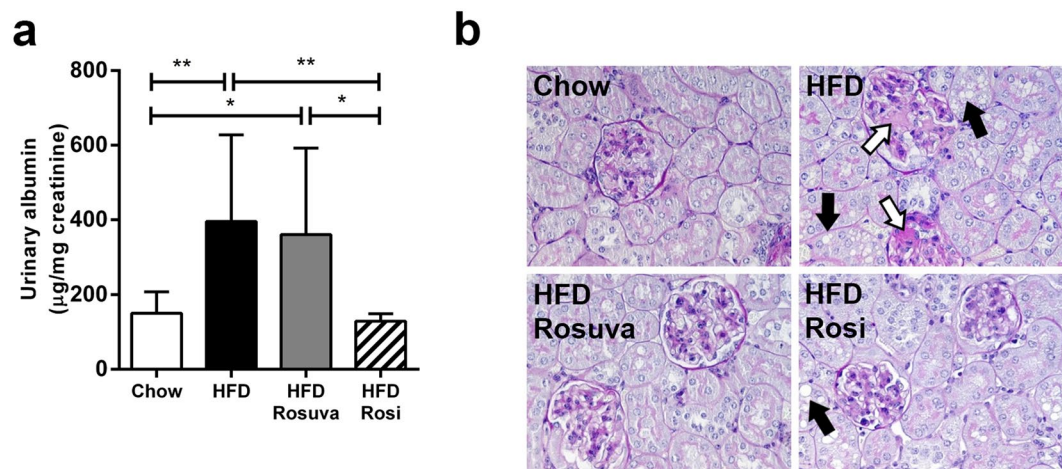 a
b
800
600
400
200
0
Urinary albumin
(µg/mg creatinine)
**
**
*
*
Chow
HFD
HFD
Rosuva
HFD
Rosi
Chow
HFD
HFD
Rosuva
HFD
Rosi